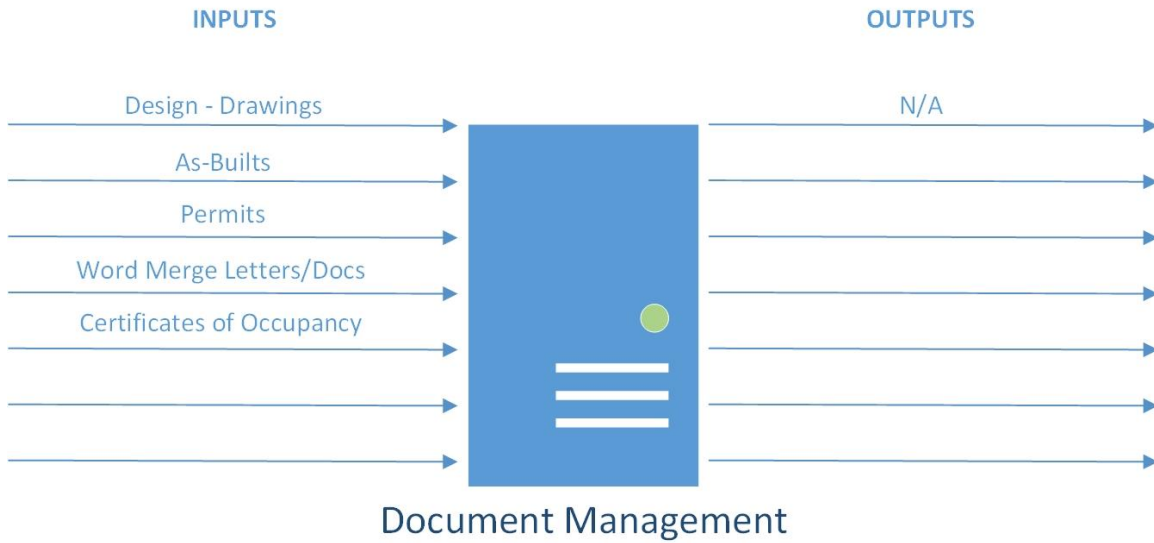 INPUTS
OUTPUTS
Design - Drawings
N/A
As-Builts
Permits
Word Merge Letters/Docs
Certificates of Occupancy
Document Management